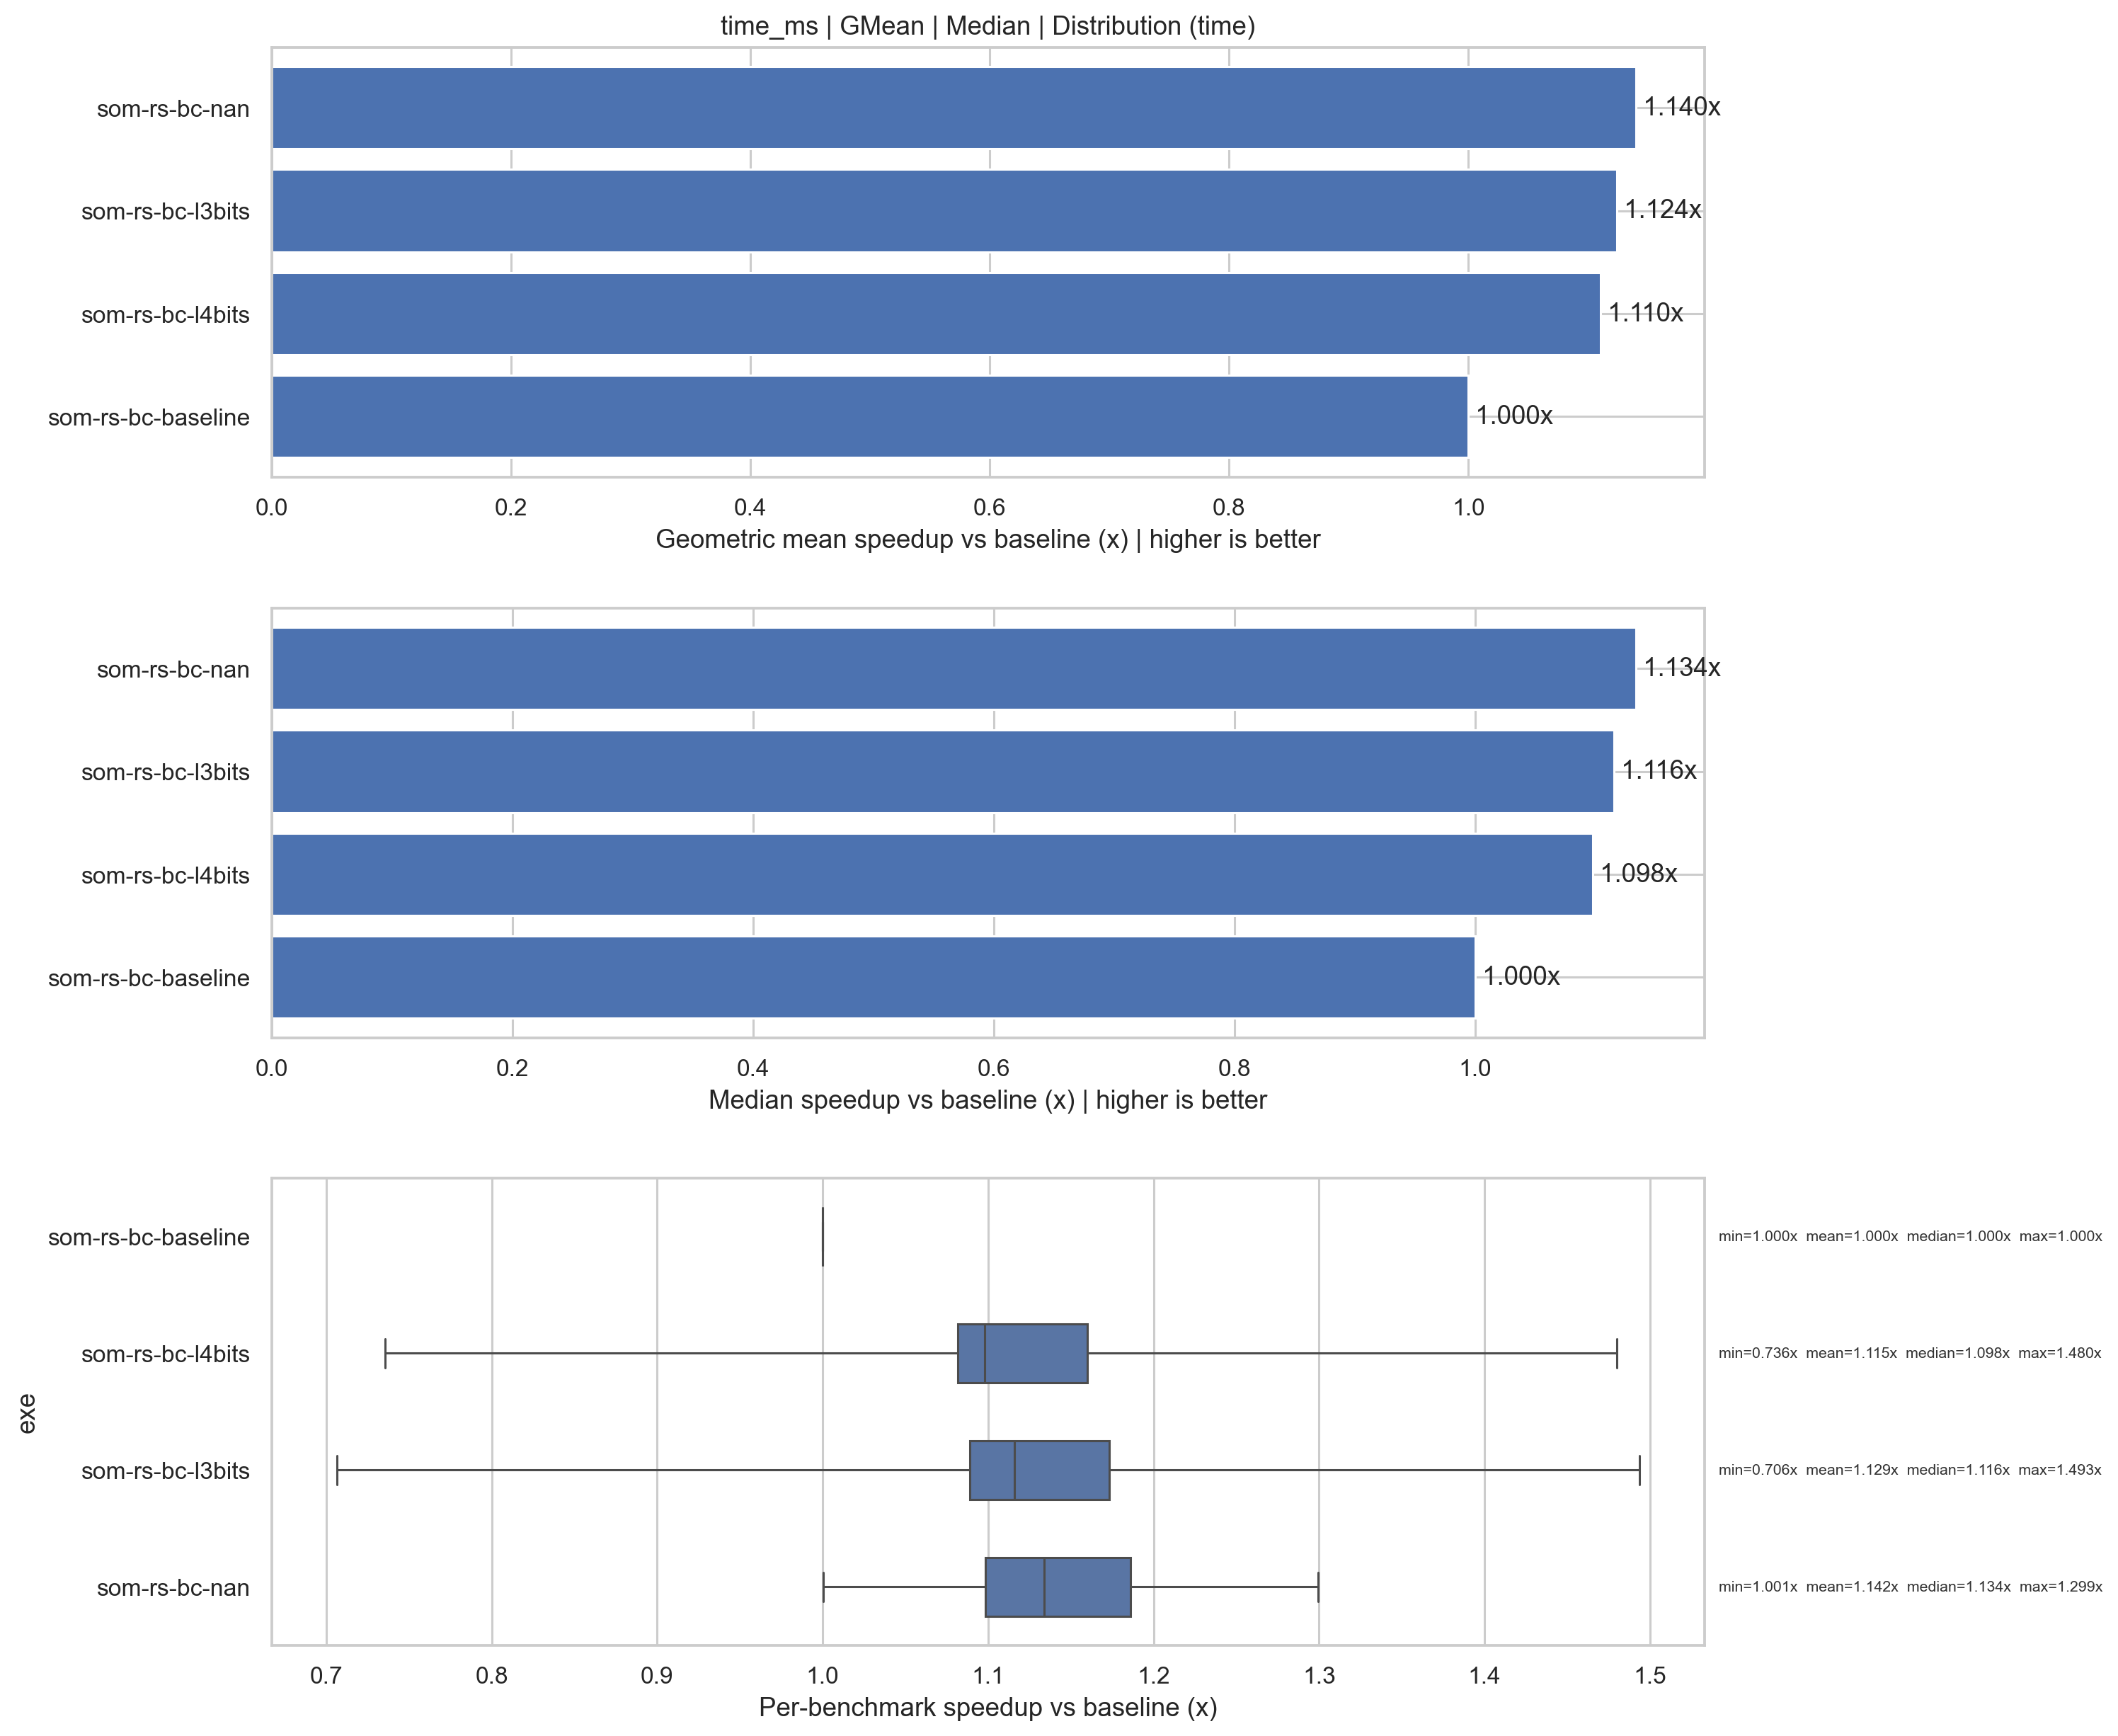 time_ms | GMean | Median | Distribution (time)
som-rs-bc-nan
1.140x
som-rs-bc-l3bits
1.124x
som-rs-bc-l4bits
1.110x
som-rs-bc-baseline
1.000x
0.0 0.2 0.4 0.6 0.8 1.0
Geometric mean speedup vs baseline (x) | higher is better
som-rs-bc-nan
1.134x
som-rs-bc-l3bits
1.116x
som-rs-bc-l4bits
1.098x
som-rs-bc-baseline
1.000x
0.0 0.2 0.4 0.6 0.8 1.0
Median speedup vs baseline (x) | higher is better
exe
som-rs-bc-baseline
min=1.000x mean=1.000x median=1.000x max=1.000x
som-rs-bc-l4bits
min=0.736x mean=1.115x median=1.098x max=1.480x
som-rs-bc-l3bits
min=0.706x mean=1.129x median=1.116x max=1.493x
som-rs-bc-nan
min=1.001x mean=1.142x median=1.134x max=1.299x
0.7 0.8 0.9 1.0 1.1 1.2 1.3 1.4 1.5
Per-benchmark speedup vs baseline (x)